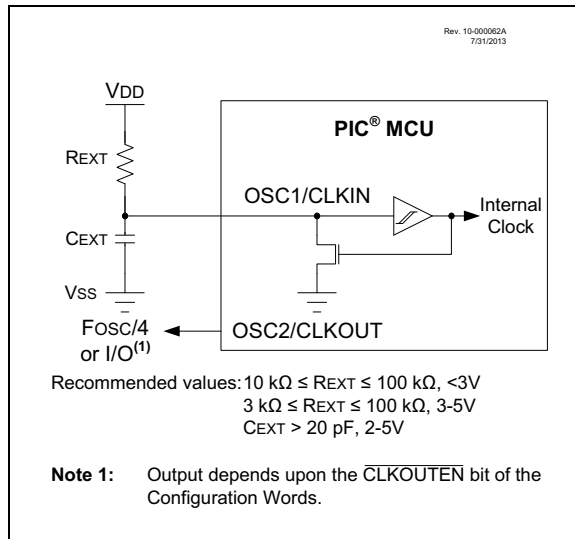 Rev. 10-000062A
7/31/2013
VDD
PIC® MCU
REXT
OSC1/CLKIN
Internal
Clock
CEXT
VSS
FOSC/4
or I/O(1)
OSC2/CLKOUT
Recommended values: 10 kΩ ≤ REXT ≤ 100 kΩ, <3V
3 kΩ ≤ REXT ≤ 100 kΩ, 3-5V
CEXT > 20 pF, 2-5V
Note 1: Output depends upon the C̅L̅K̅O̅U̅T̅E̅N̅ bit of the
Configuration Words.